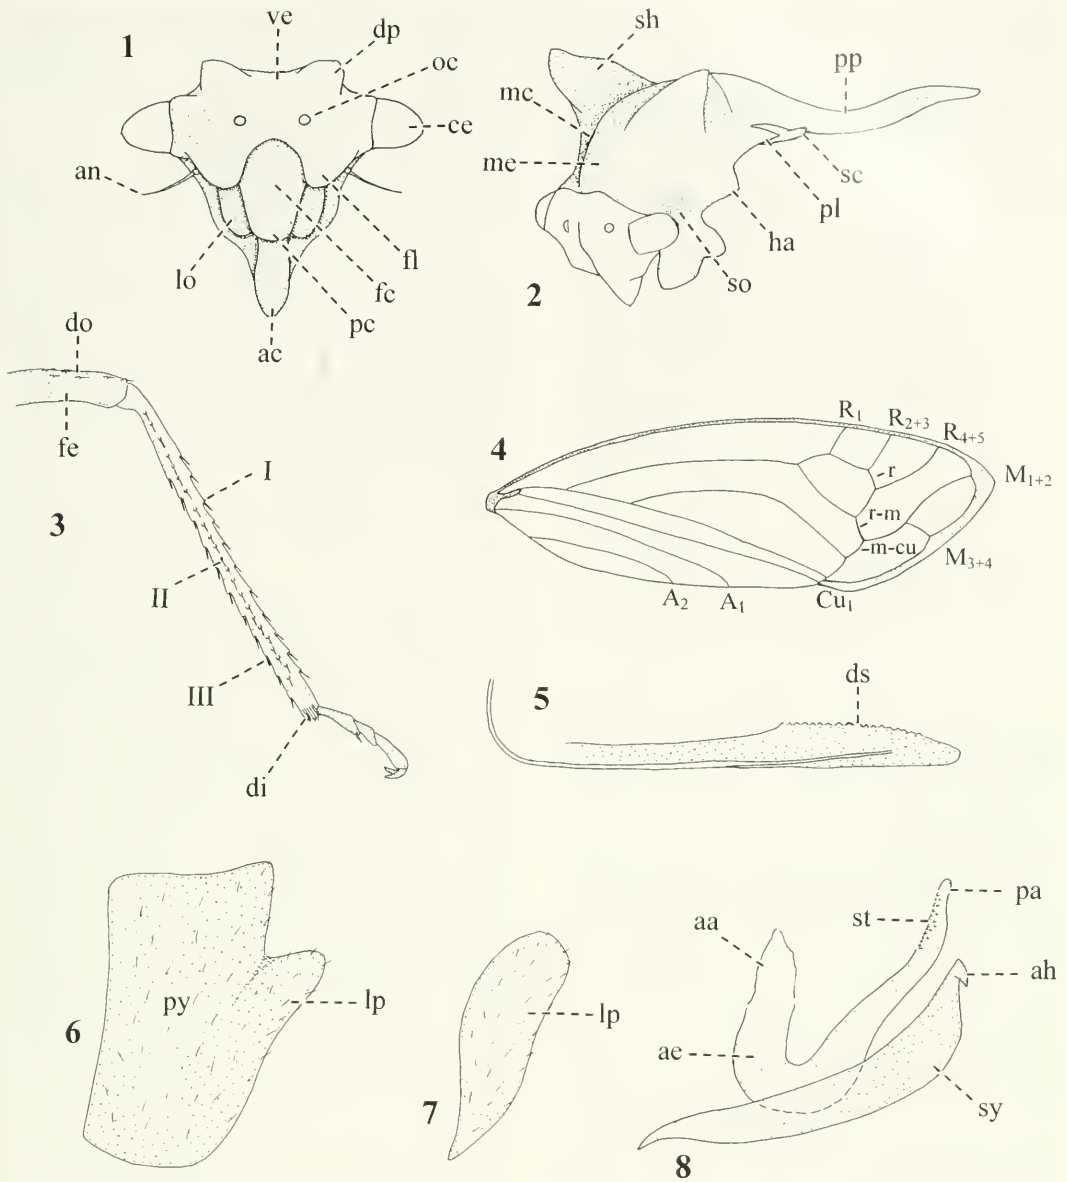 1
ve
dp
oc
ce
an
lo
fl
fc
pc
ac
sh
mc
me
pp
sc
pl
ha
so
2
do
fe
3
I
II
III
di
4
R1
R2+3
R4+5
M1+2
r
r-m
m-cu
M3+4
A2
A1
Cu1
5
ds
6
py
lp
7
lp
aa
ae
st
pa
ah
sy
8